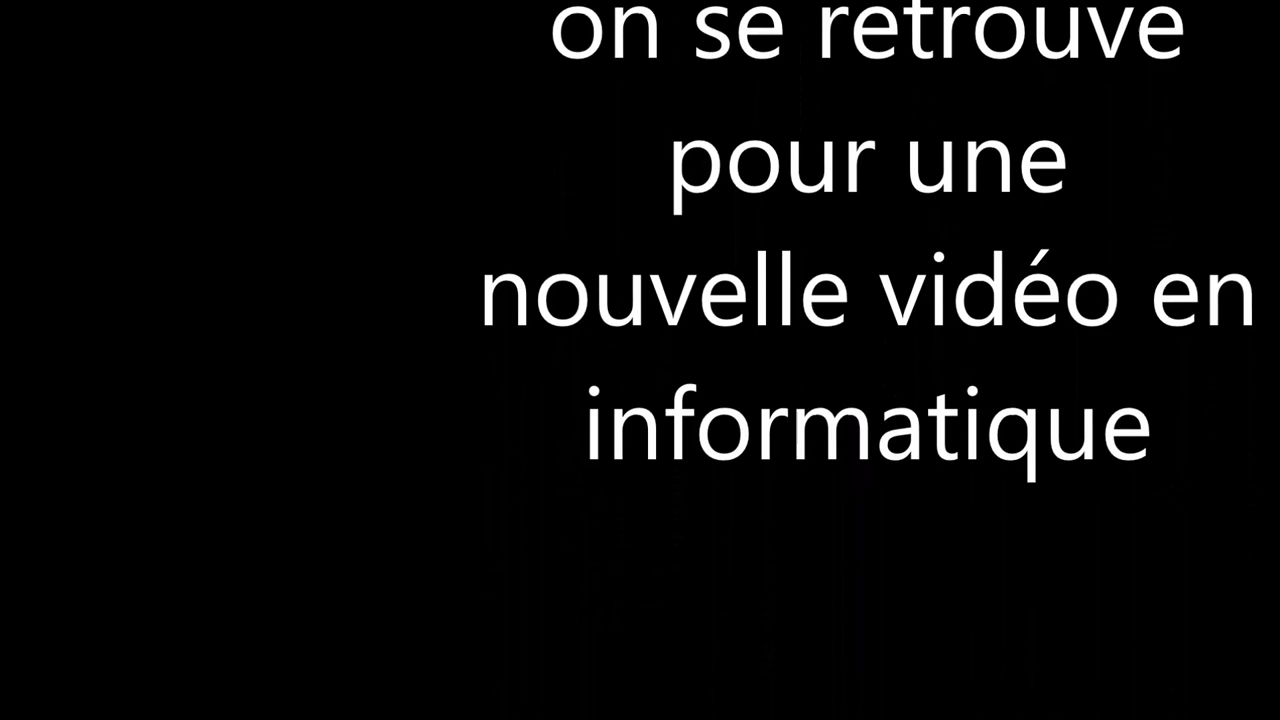 on se retrouve
pour une
nouvelle vidéo en
informatique